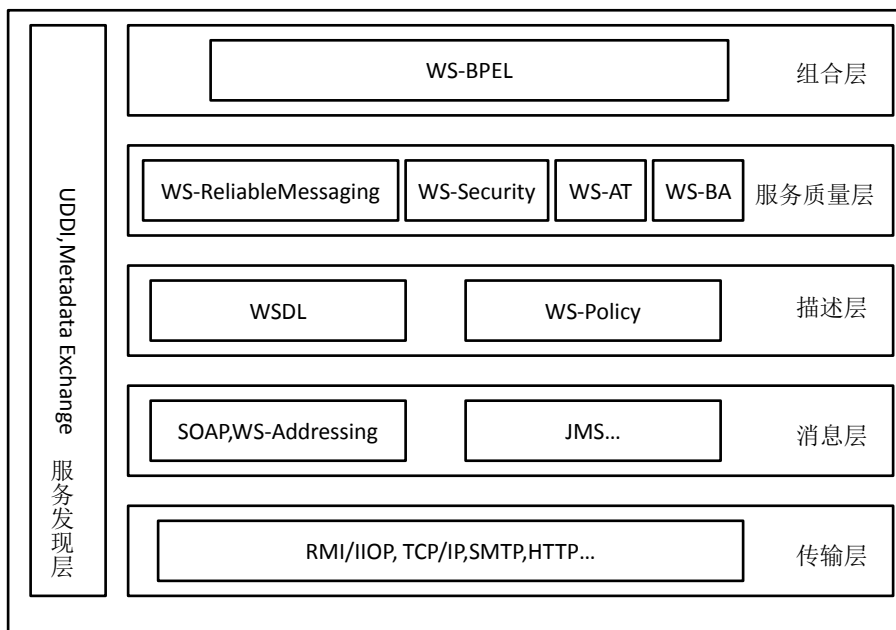 WS-BPEL
组合层
WS-ReliableMessaging
WS-Security
WS-AT
WS-BA
服务质量层
WSDL
WS-Policy
描述层
SOAP,WS-Addressing
JMS...
消息层
RMI/IIOP, TCP/IP,SMTP,HTTP...
传输层
UDDI,Metadata Exchange 服务发现层